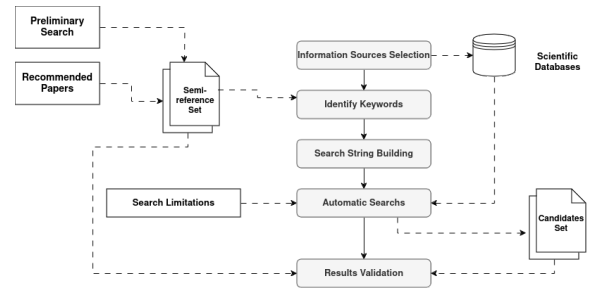 Preliminary
Search
Recommended
Papers
Semi-
reference
Set
Information Sources Selection
Scientific
Databases
Identify Keywords
Search String Building
Search Limitations
Automatic Searchs
Candidates
Set
Results Validation